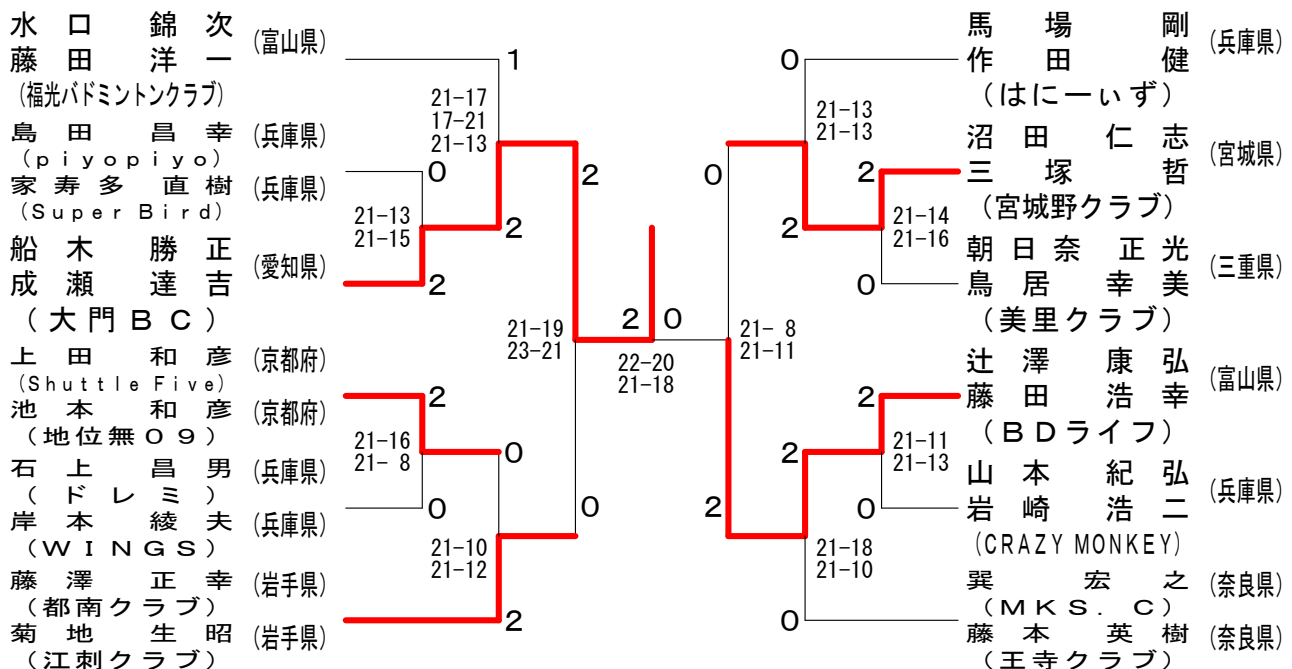 水口錦次
藤田洋一
(富山県)
(福光バドミントンクラブ)
島田昌幸
(兵庫県)
(piyopiyo)
家寿多直樹
(兵庫県)
(Super Bird)
船木勝正
成瀬達吉
(愛知県)
(大門BC)
上田和彦
(京都府)
(Shuttle Five)
池本和彦
(京都府)
(地位無09)
石上昌男
(兵庫県)
(ドレミ)
岸本綾夫
(兵庫県)
(WINGS)
藤澤正幸
(岩手県)
(都南クラブ)
菊地生昭
(岩手県)
(江刺クラブ)
1
21-17
17-21
21-13
0
21-13
21-15
2
2
2
21-19
23-21
2
21-16
21- 8
0
0
0
21-10
21-12
2
2
0
22-20
21-18
0
21- 8
21-11
2
0
21-13
21-13
2
2
21-14
21-16
0
2
2
21-11
21-13
0
21-18
21-10
0
馬場剛
作田健
(兵庫県)
(はにーぃず)
沼田仁志
三塚哲
(宮城県)
(宮城野クラブ)
朝日奈正光
鳥居幸美
(三重県)
(美里クラブ)
辻澤康弘
藤田浩幸
(富山県)
(BDライフ)
山本紀弘
岩崎浩二
(兵庫県)
(CRAZY MONKEY)
巽宏之
(奈良県)
(MKS. C)
藤本英樹
(奈良県)
(王寺クラブ)